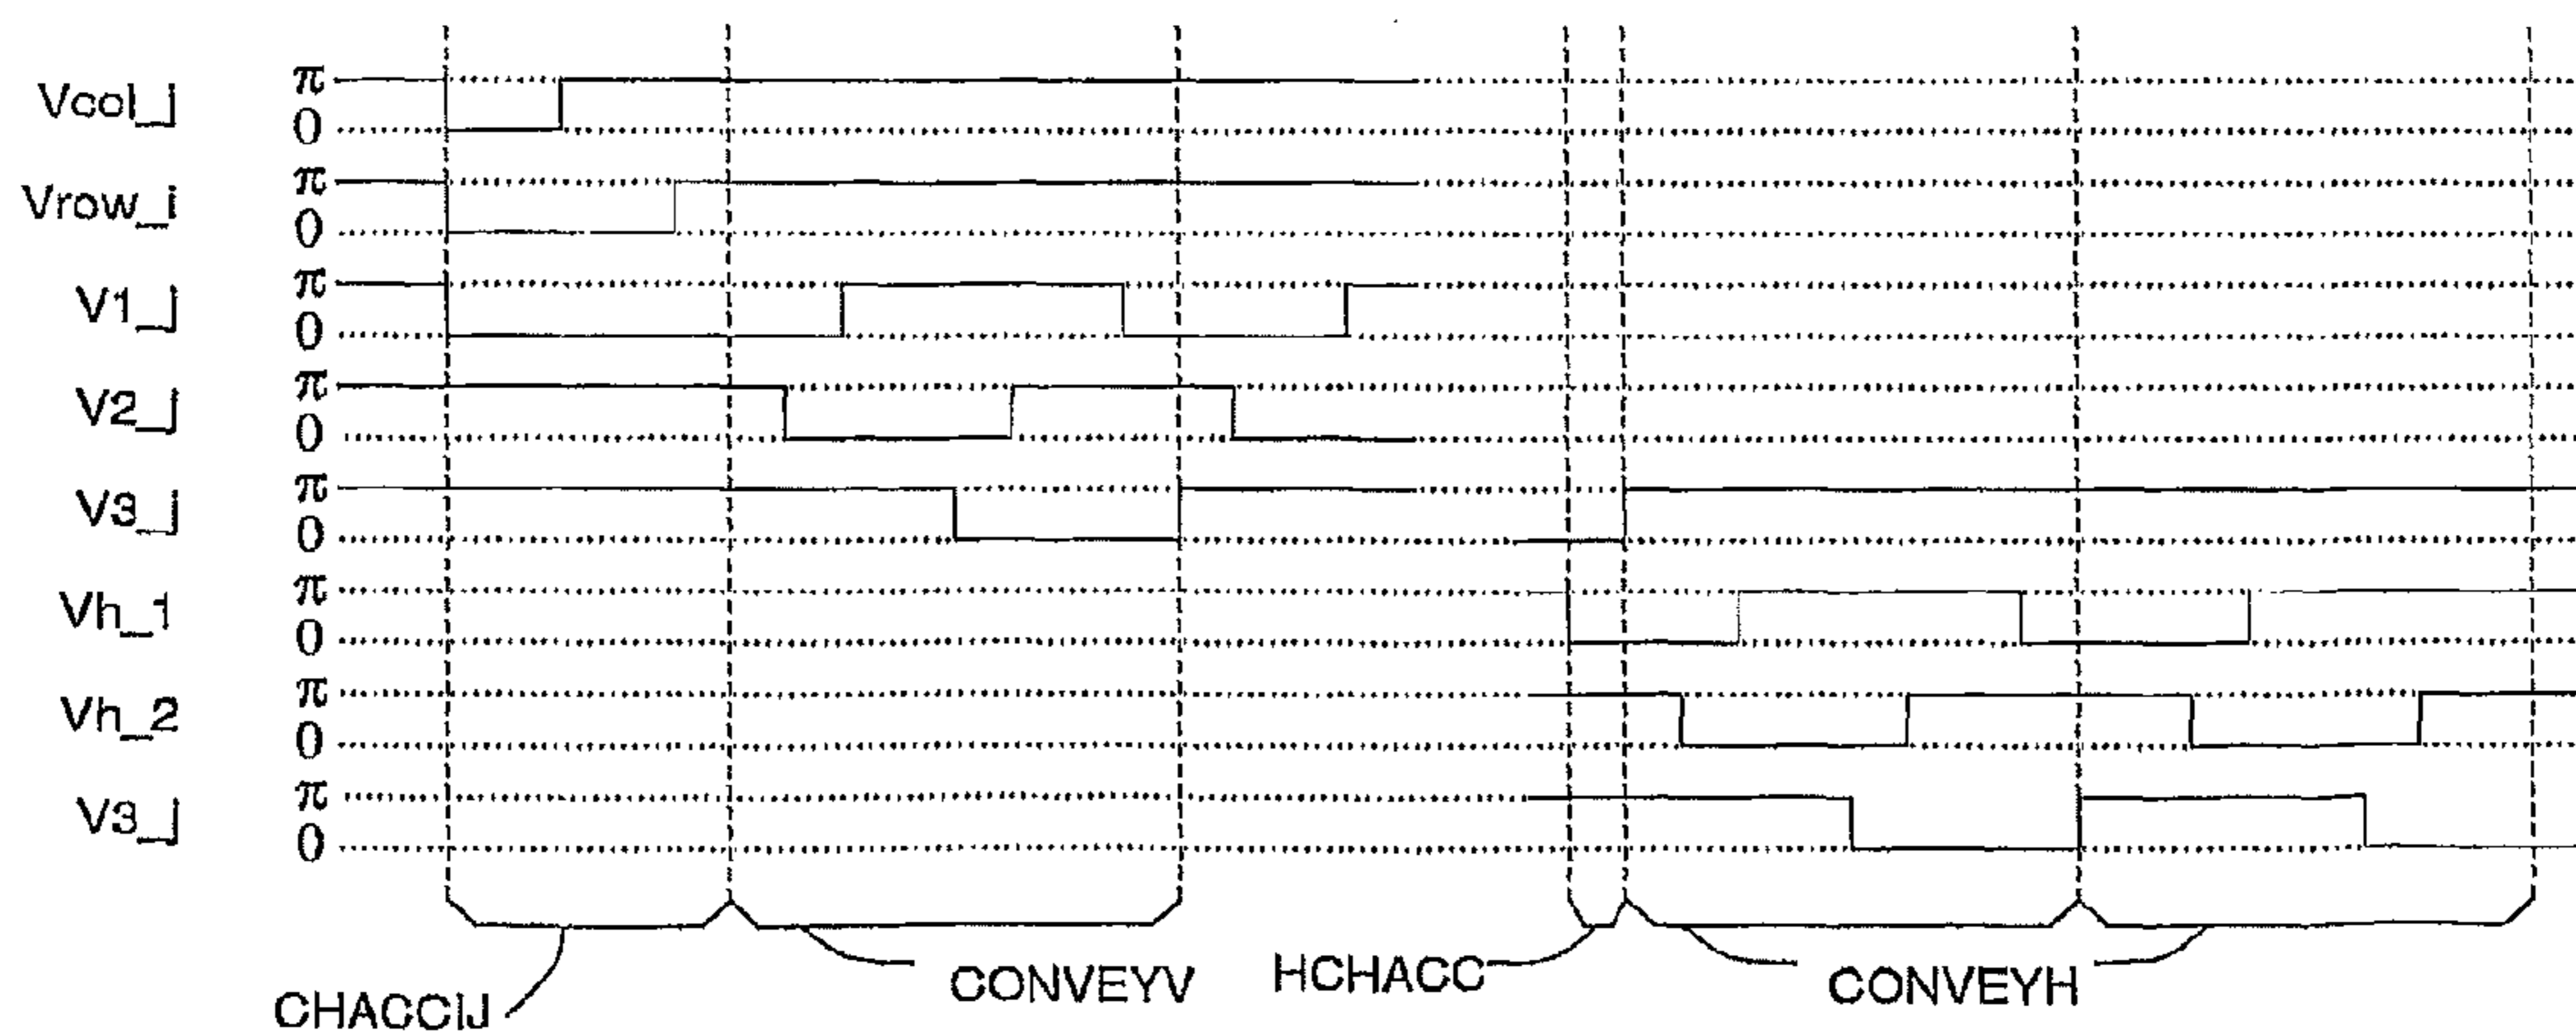 Vcol_j π
0
Vrow_i π
0
V1_j π
0
V2_j π
0
V3_j π
0
Vh_1 π
0
Vh_2 π
0
V3_j π
0
CHACCIJ
CONVEYV
HCHACC
CONVEYH